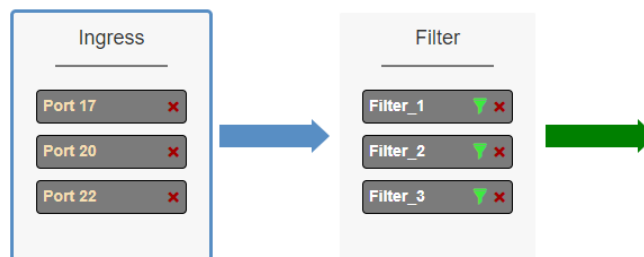 Ingress
Port 17
Port 20
Port 22
Filter
Filter_1
Filter_2
Filter_3